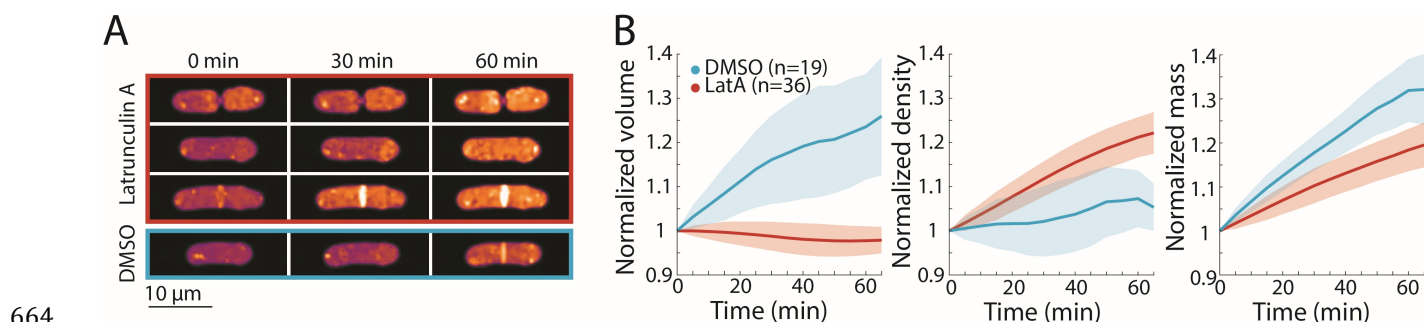 A
0 min 30 min 60 min
Latrunculin A
DMSO
10 µm
664
B
Normalized volume
1.4
1.3
1.2
1.1
1
0.9
DMSO (n=19)
LatA (n=36)
0 20 40 60
Time (min)
Normalized density
1.4
1.3
1.2
1.1
1
0.9
0 20 40 60
Time (min)
Normalized mass
1.4
1.3
1.2
1.1
1
0.9
0 20 40 60
Time (min)